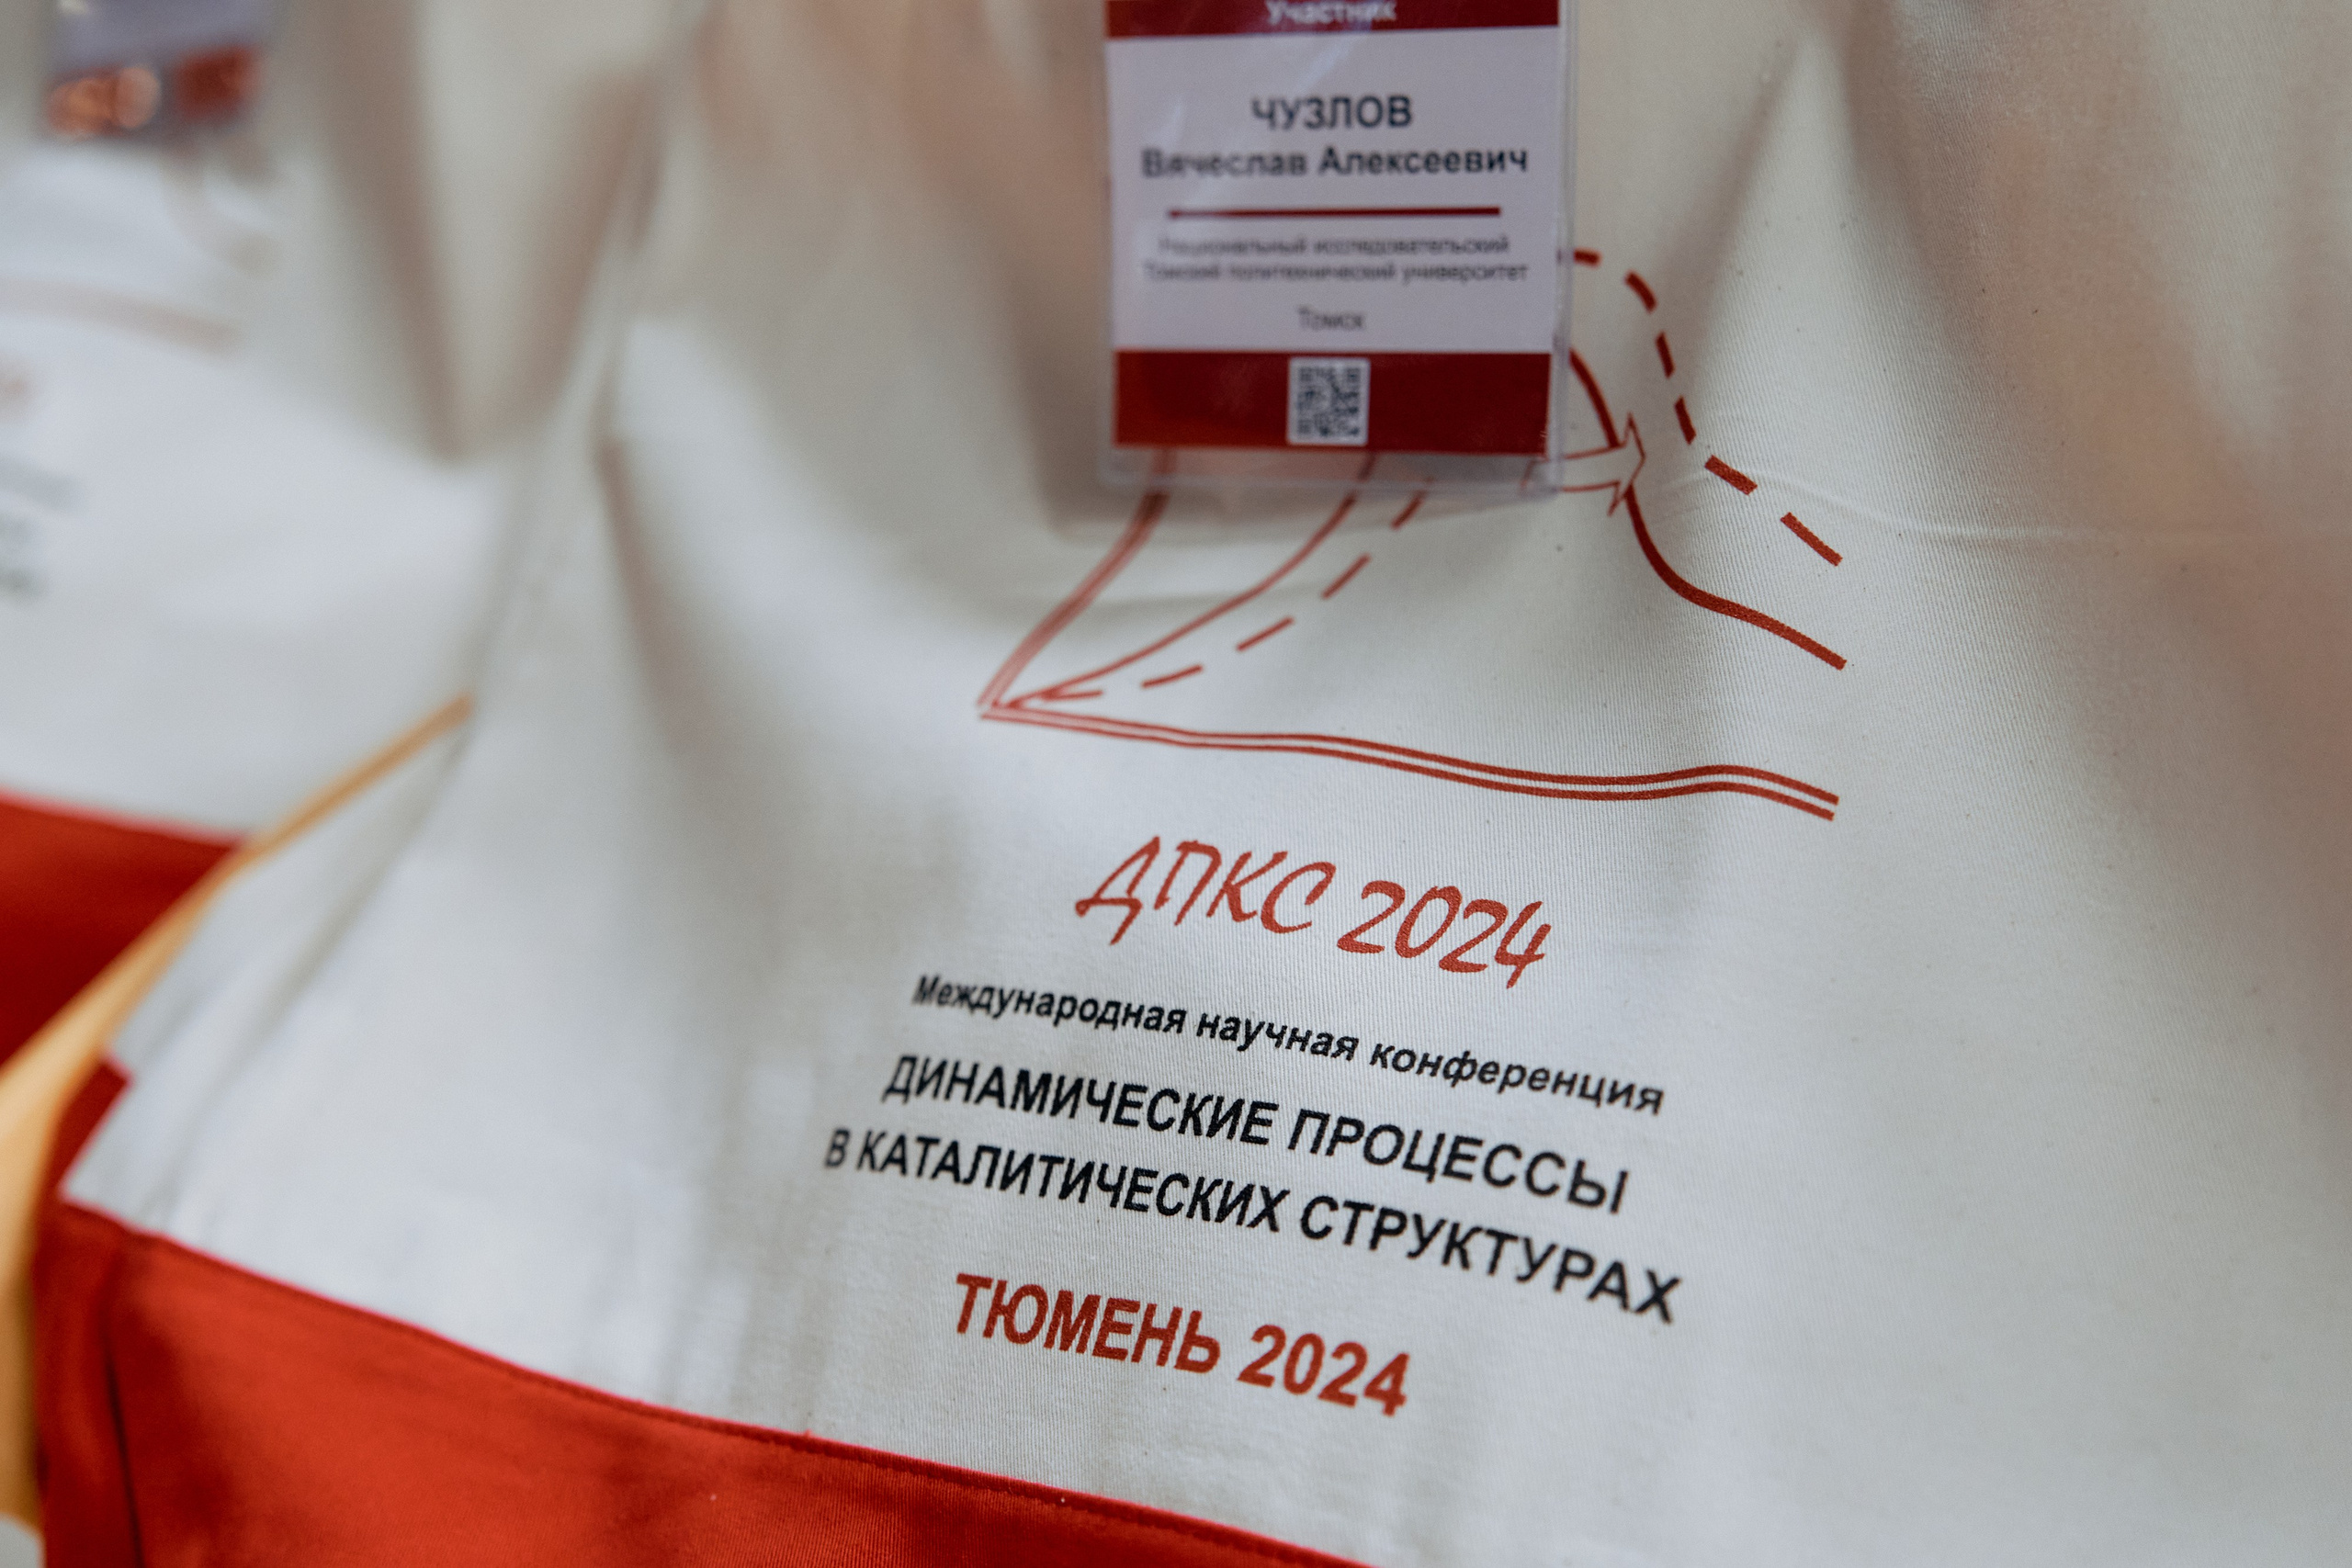 Участник
ЧУЗЛОВ
Вячеслав Алексеевич
Национальный исследовательский
Томский политехнический университет
Томск
ДПКС 2024
Международная научная конференция
ДИНАМИЧЕСКИЕ ПРОЦЕССЫ
В КАТАЛИТИЧЕСКИХ СТРУКТУРАХ
ТЮМЕНЬ 2024